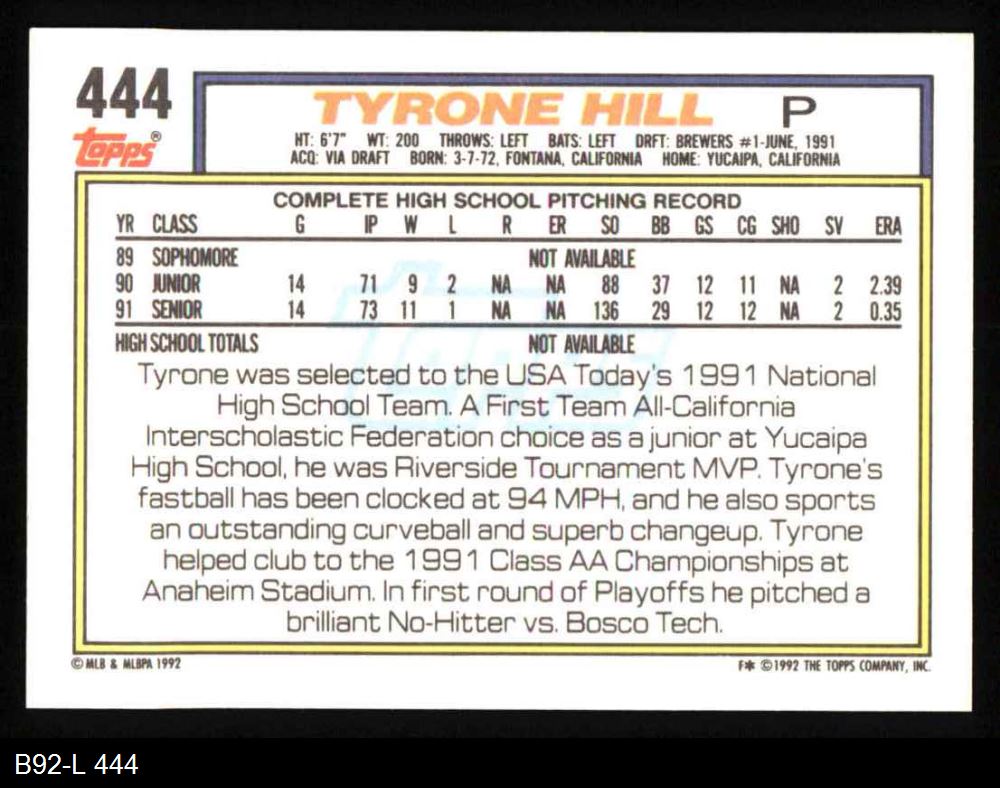 444
Topps®
TYRONE HILL P
HT: 6'7" WT: 200 THROWS: LEFT BATS: LEFT DRFT: BREWERS #1-JUNE, 1991
ACQ: VIA DRAFT BORN: 3-7-72, FONTANA, CALIFORNIA HOME: YUCAIPA, CALIFORNIA
COMPLETE HIGH SCHOOL PITCHING RECORD
YR CLASS G IP W L R ER SO BB GS CG SHO SV ERA
89 SOPHOMORE NOT AVAILABLE
90 JUNIOR 14 71 9 2 NA NA 88 37 12 11 NA 2 2.39
91 SENIOR 14 73 11 1 NA NA 136 29 12 12 NA 2 0.35
HIGH SCHOOL TOTALS NOT AVAILABLE
Tyrone was selected to the USA Today's 1991 National
High School Team. A First Team All-California
Interscholastic Federation choice as a junior at Yucaipa
High School, he was Riverside Tournament MVP. Tyrone's
fastball has been clocked at 94 MPH, and he also sports
an outstanding curveball and superb changeup. Tyrone
helped club to the 1991 Class AA Championships at
Anaheim Stadium. In first round of Playoffs he pitched a
brilliant No-Hitter vs. Bosco Tech.
© MLB & MLBPA 1992 F* ©1992 THE TOPPS COMPANY, INC.
B92-L 444